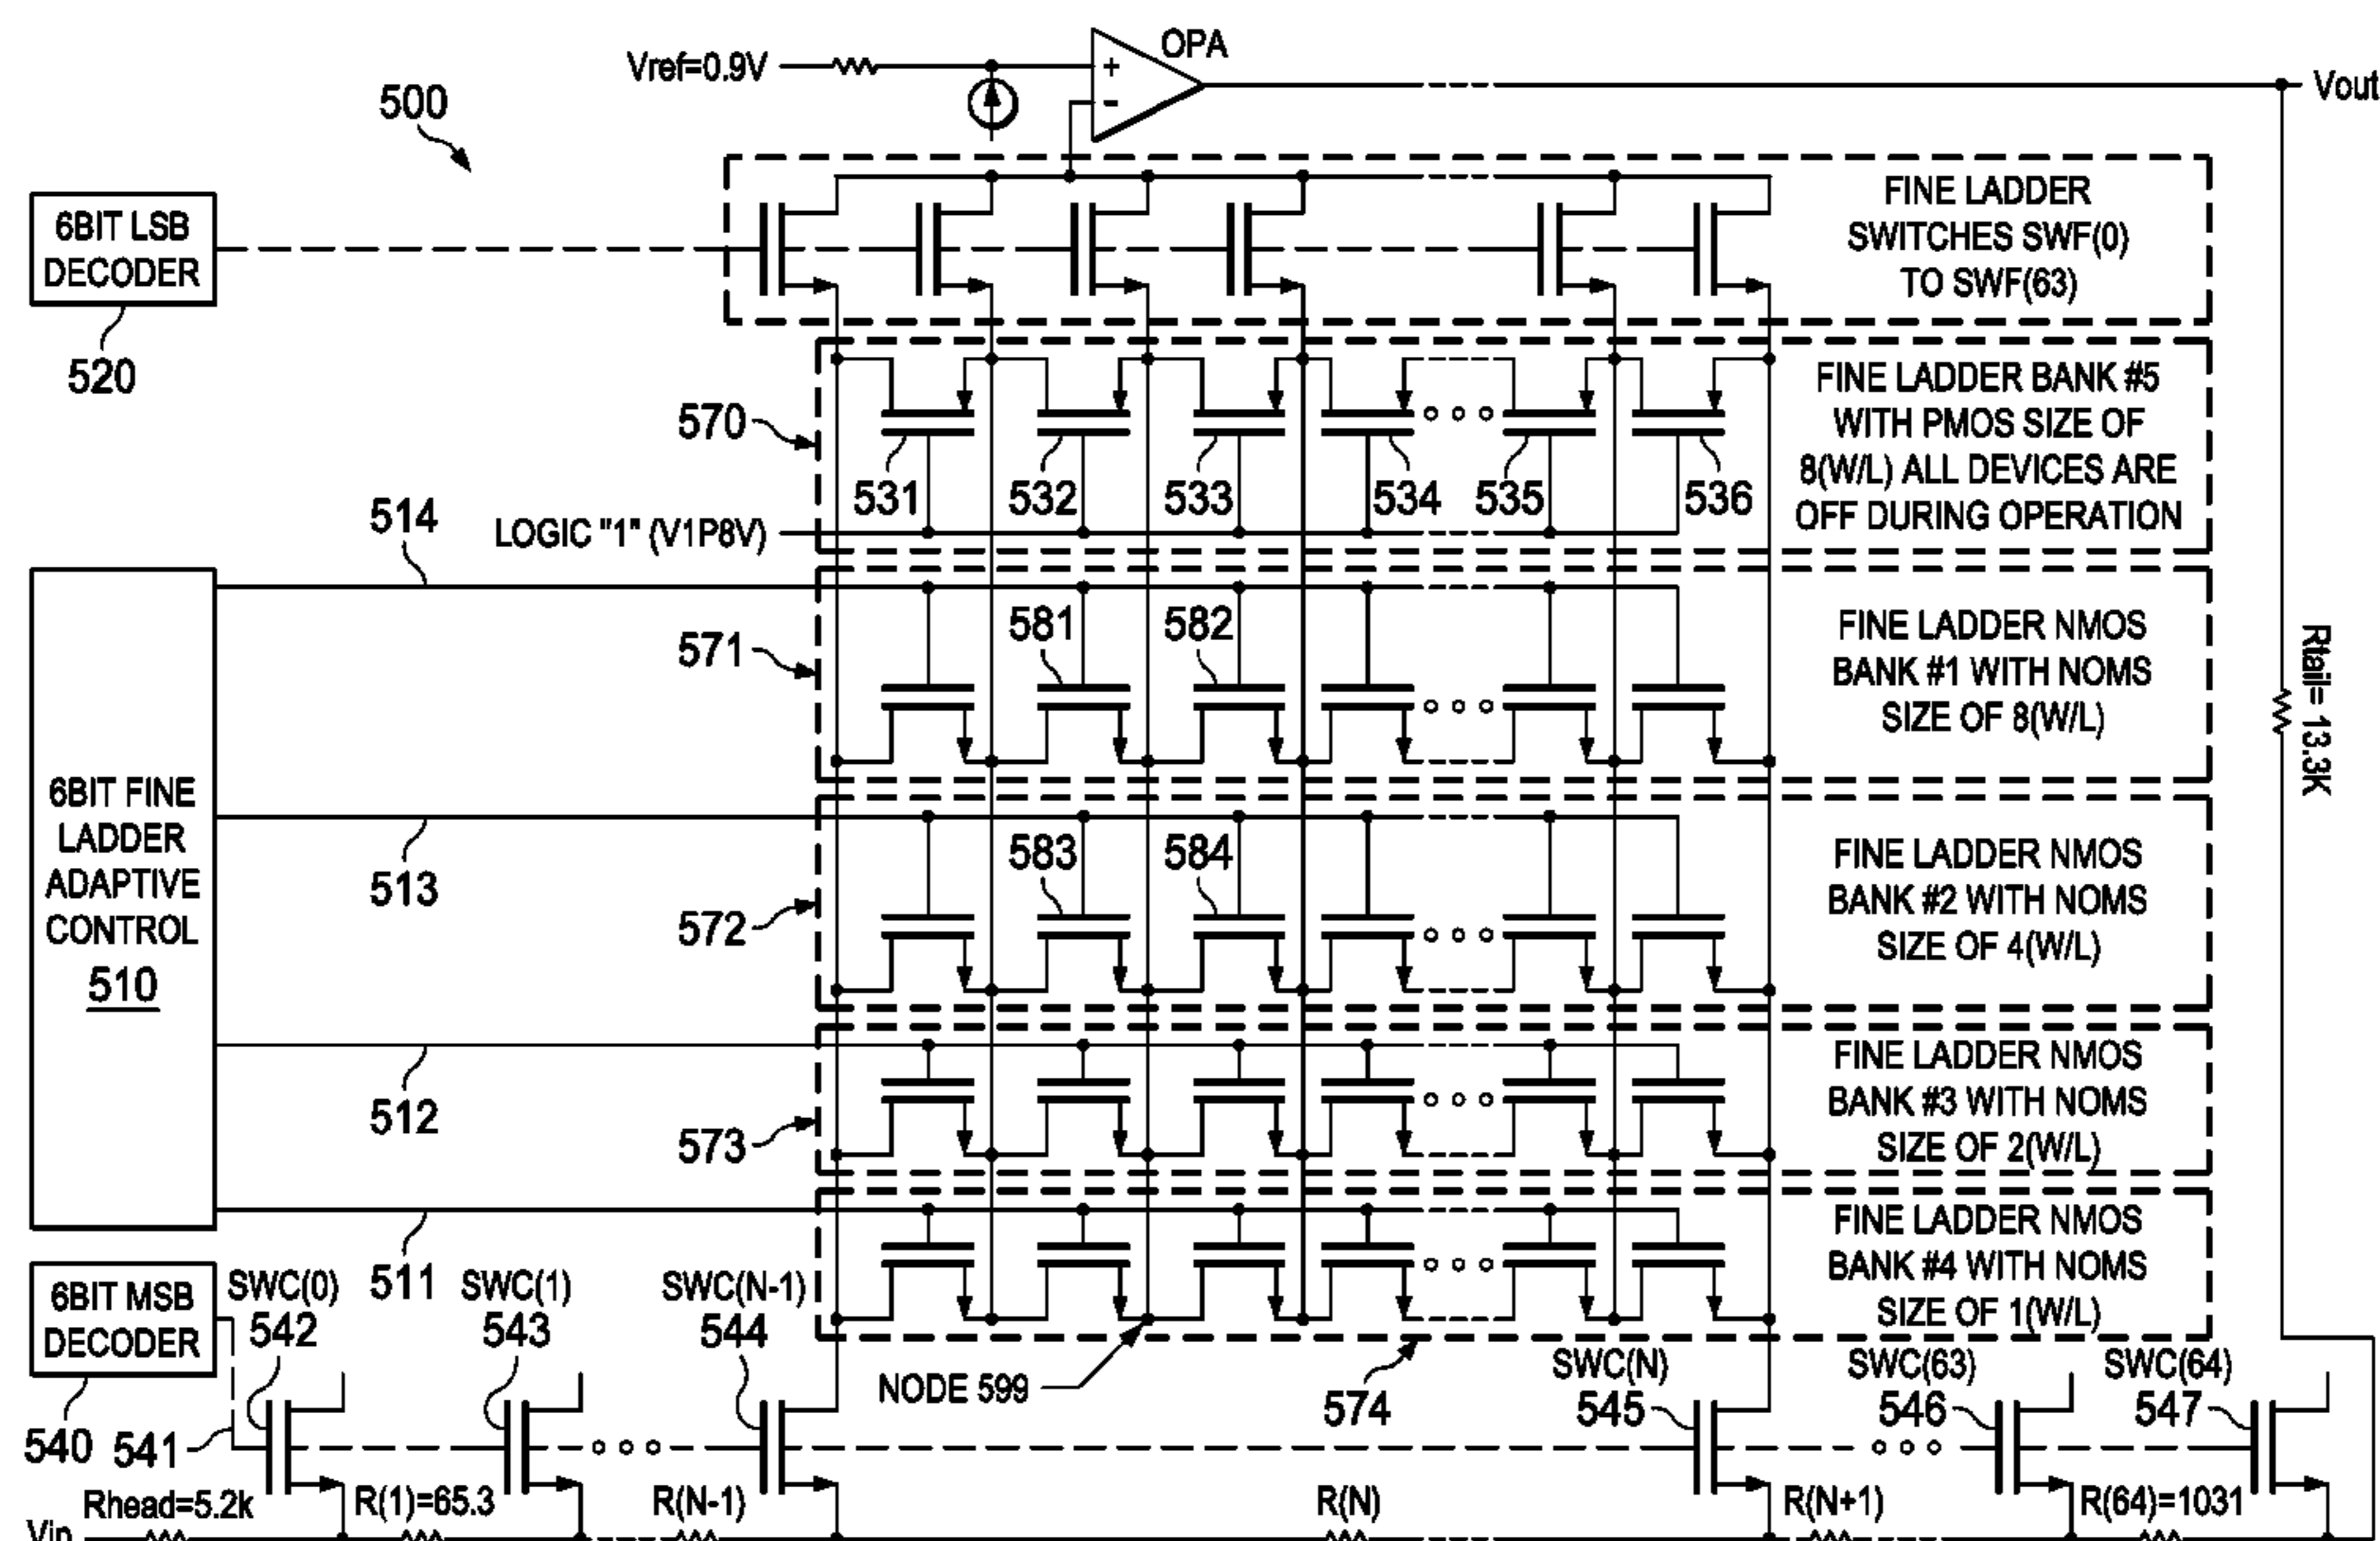 Vref=0.9V
OPA
Vout
500
6BIT LSB
DECODER
520
FINE LADDER
SWITCHES SWF(0)
TO SWF(63)
570
531
532
533
534
535
536
FINE LADDER BANK #5
WITH PMOS SIZE OF
8(W/L) ALL DEVICES ARE
OFF DURING OPERATION
LOGIC "1" (V1P8V)
514
571
581
582
FINE LADDER NMOS
BANK #1 WITH NOMS
SIZE OF 8(W/L)
Rtail= 13.3K
6BIT FINE
LADDER
ADAPTIVE
CONTROL
510
513
572
583
584
FINE LADDER NMOS
BANK #2 WITH NOMS
SIZE OF 4(W/L)
512
573
FINE LADDER NMOS
BANK #3 WITH NOMS
SIZE OF 2(W/L)
511
FINE LADDER NMOS
BANK #4 WITH NOMS
SIZE OF 1(W/L)
574
NODE 599
6BIT MSB
DECODER
540
541
SWC(0)
542
SWC(1)
543
SWC(N-1)
544
SWC(N)
545
SWC(63)
546
SWC(64)
547
Vin
Rhead=5.2k
R(1)=65.3
R(N-1)
R(N)
R(N+1)
R(64)=1031
+
-